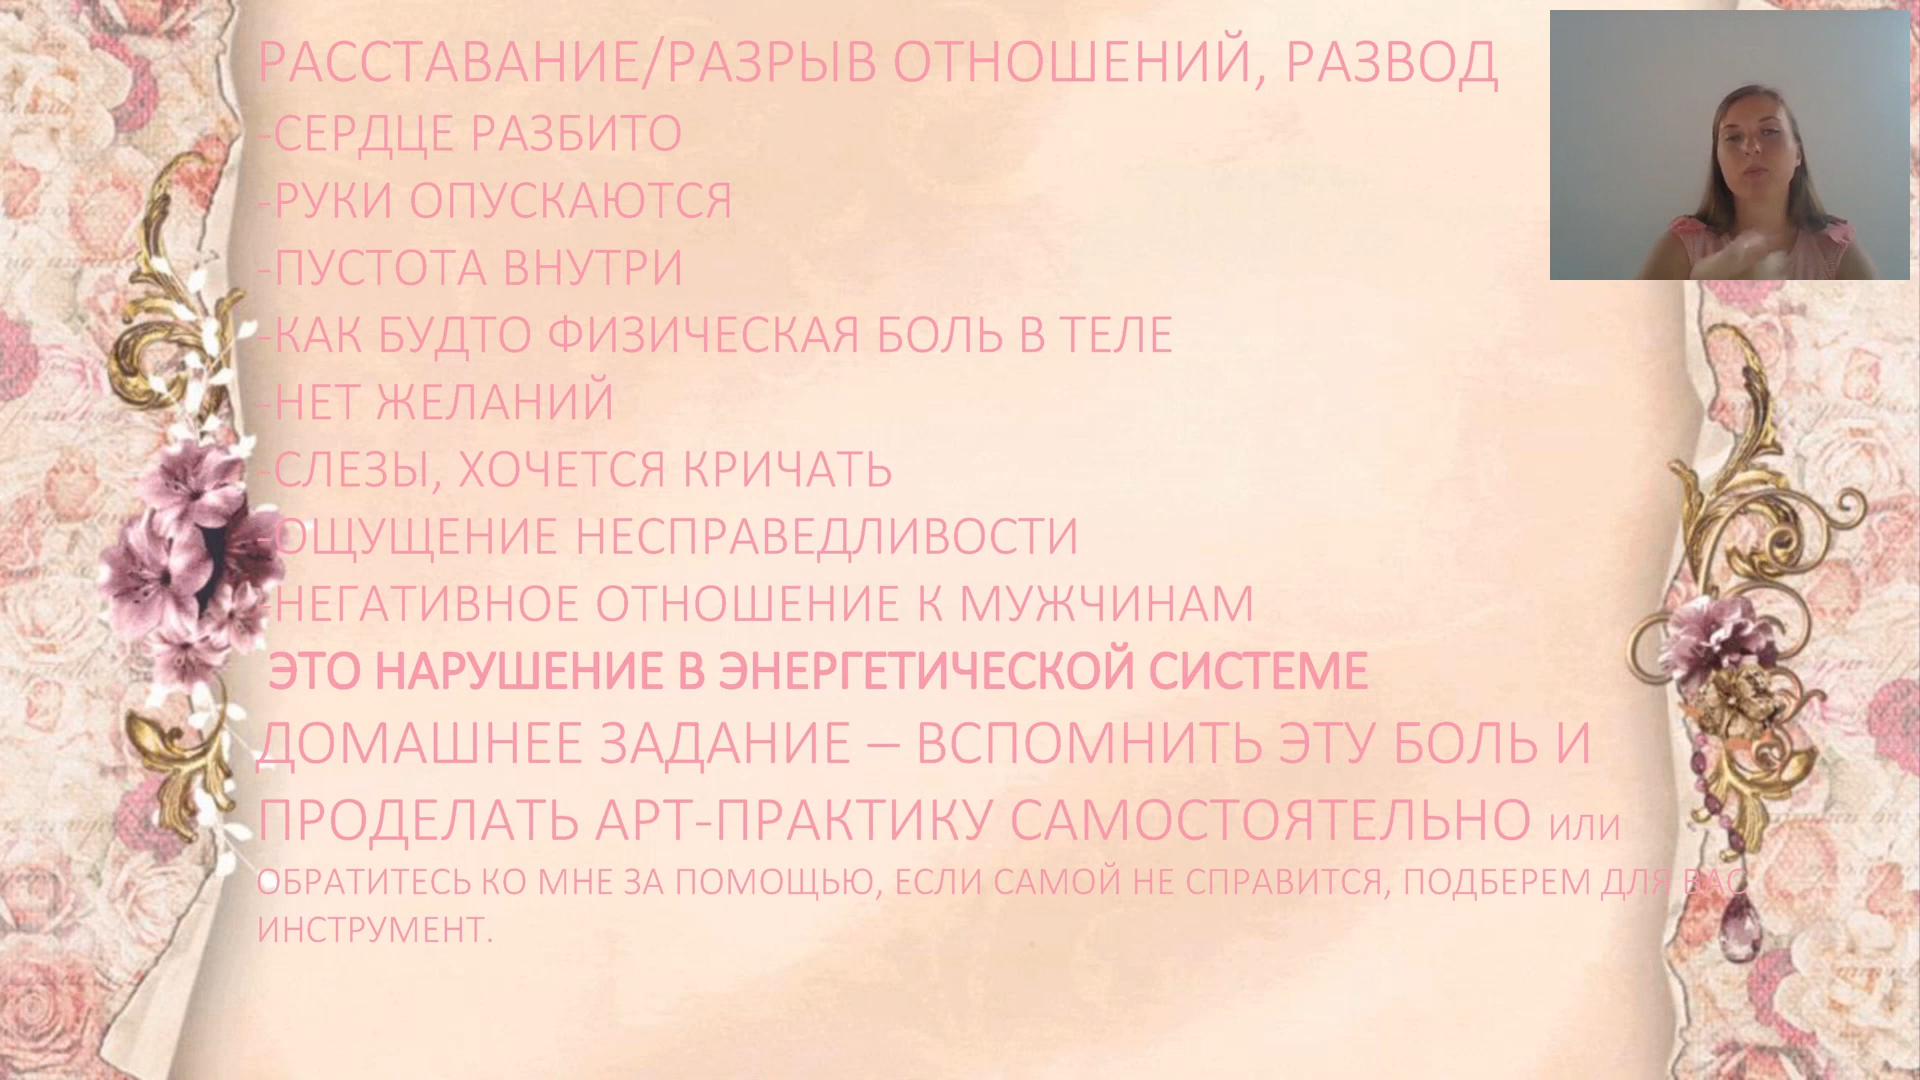 РАССТАВАНИЕ/РАЗРЫВ ОТНОШЕНИЙ, РАЗВОД
-СЕРДЦЕ РАЗБИТО
-РУКИ ОПУСКАЮТСЯ
-ПУСТОТА ВНУТРИ
-КАК БУДТО ФИЗИЧЕСКАЯ БОЛЬ В ТЕЛЕ
-НЕТ ЖЕЛАНИЙ
-СЛЕЗЫ, ХОЧЕТСЯ КРИЧАТЬ
-ОЩУЩЕНИЕ НЕСПРАВЕДЛИВОСТИ
-НЕГАТИВНОЕ ОТНОШЕНИЕ К МУЖЧИНАМ
ЭТО НАРУШЕНИЕ В ЭНЕРГЕТИЧЕСКОЙ СИСТЕМЕ
ДОМАШНЕЕ ЗАДАНИЕ – ВСПОМНИТЬ ЭТУ БОЛЬ И
ПРОДЕЛАТЬ АРТ-ПРАКТИКУ САМОСТОЯТЕЛЬНО ИЛИ
ОБРАТИТЕСЬ КО МНЕ ЗА ПОМОЩЬЮ, ЕСЛИ САМОЙ НЕ СПРАВИТСЯ, ПОДБЕРЕМ ДЛЯ ВАС
ИНСТРУМЕНТ.